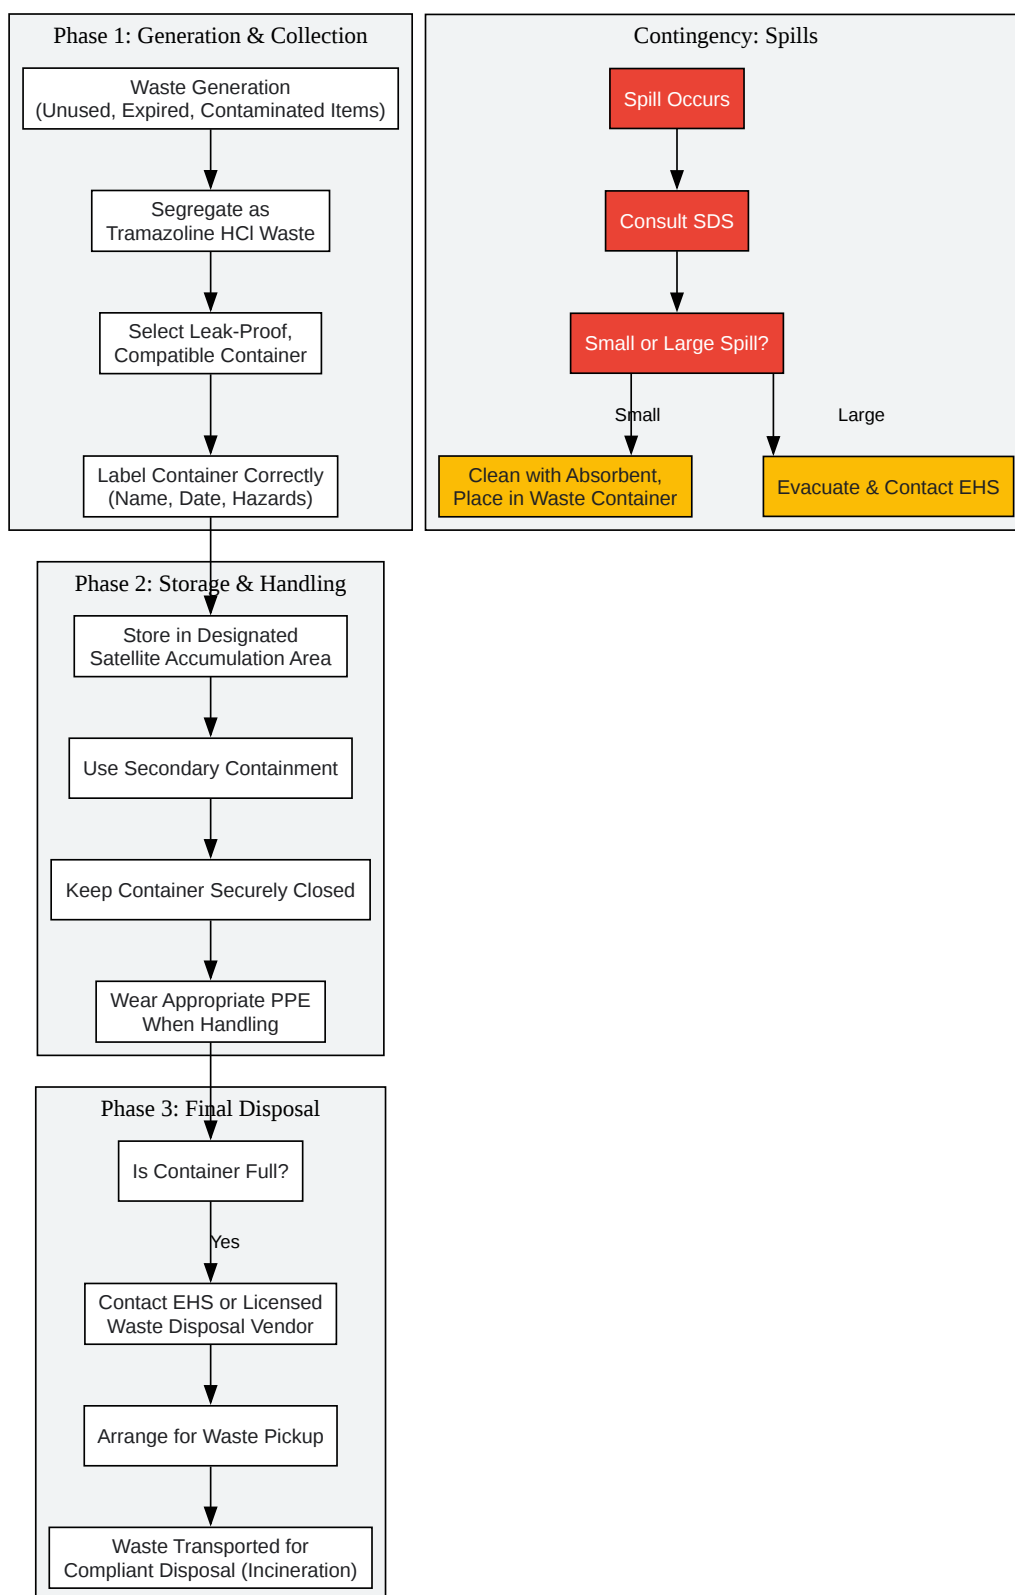 Phase 1: Generation & Collection
Waste Generation
(Unused, Expired, Contaminated Items)
Segregate as
Tramazoline HCl Waste
Select Leak-Proof,
Compatible Container
Label Container Correctly
(Name, Date, Hazards)
Phase 2: Storage & Handling
Store in Designated
Satellite Accumulation Area
Use Secondary Containment
Keep Container Securely Closed
Wear Appropriate PPE
When Handling
Phase 3: Final Disposal
Is Container Full?
Yes
Contact EHS or Licensed
Waste Disposal Vendor
Arrange for Waste Pickup
Waste Transported for
Compliant Disposal (Incineration)
Contingency: Spills
Spill Occurs
Consult SDS
Small or Large Spill?
Small
Large
Clean with Absorbent,
Place in Waste Container
Evacuate & Contact EHS